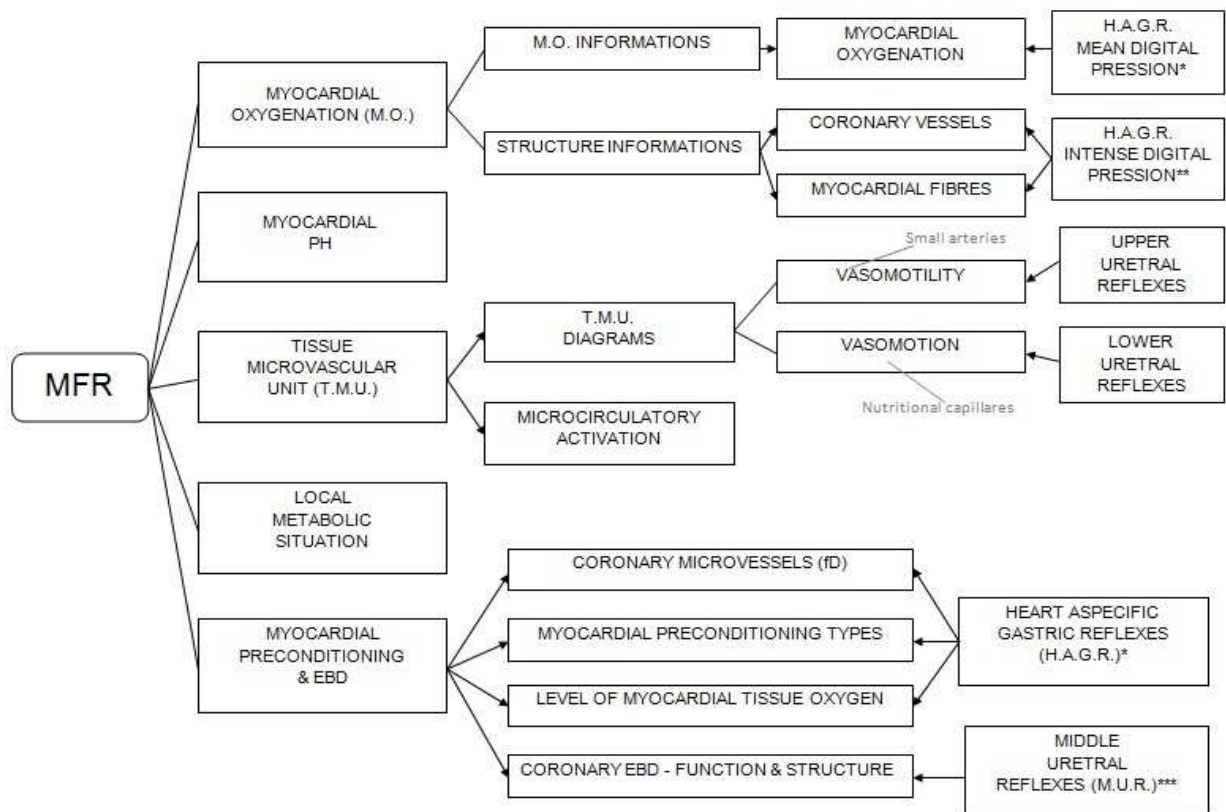 MFR
MYOCARDIAL
OXYGENATION (M.O.)
M.O. INFORMATIONS
MYOCARDIAL
OXYGENATION
H.A.G.R.
MEAN DIGITAL
PRESSION*
STRUCTURE INFORMATIONS
CORONARY VESSELS
MYOCARDIAL FIBRES
H.A.G.R.
INTENSE DIGITAL
PRESSION**
MYOCARDIAL
PH
TISSUE
MICROVASCULAR
UNIT (T.M.U.)
T.M.U.
DIAGRAMS
Small arteries
VASOMOTILITY
UPPER
URETRAL
REFLEXES
VASOMOTION
Nutritional capillares
LOWER
URETRAL
REFLEXES
MICROCIRCULATORY
ACTIVATION
LOCAL
METABOLIC
SITUATION
MYOCARDIAL
PRECONDITIONING
& EBD
CORONARY MICROVESSELS (fD)
MYOCARDIAL PRECONDITIONING TYPES
LEVEL OF MYOCARDIAL TISSUE OXYGEN
HEART ASPECIFIC
GASTRIC REFLEXES
(H.A.G.R.)*
CORONARY EBD - FUNCTION & STRUCTURE
MIDDLE
URETRAL
REFLEXES (M.U.R.)***